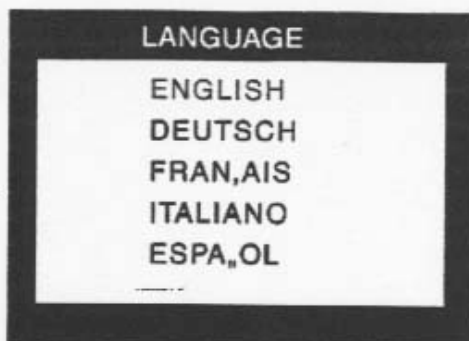 LANGUAGE
ENGLISH
DEUTSCH
FRAN,AIS
ITALIANO
ESPA„OL